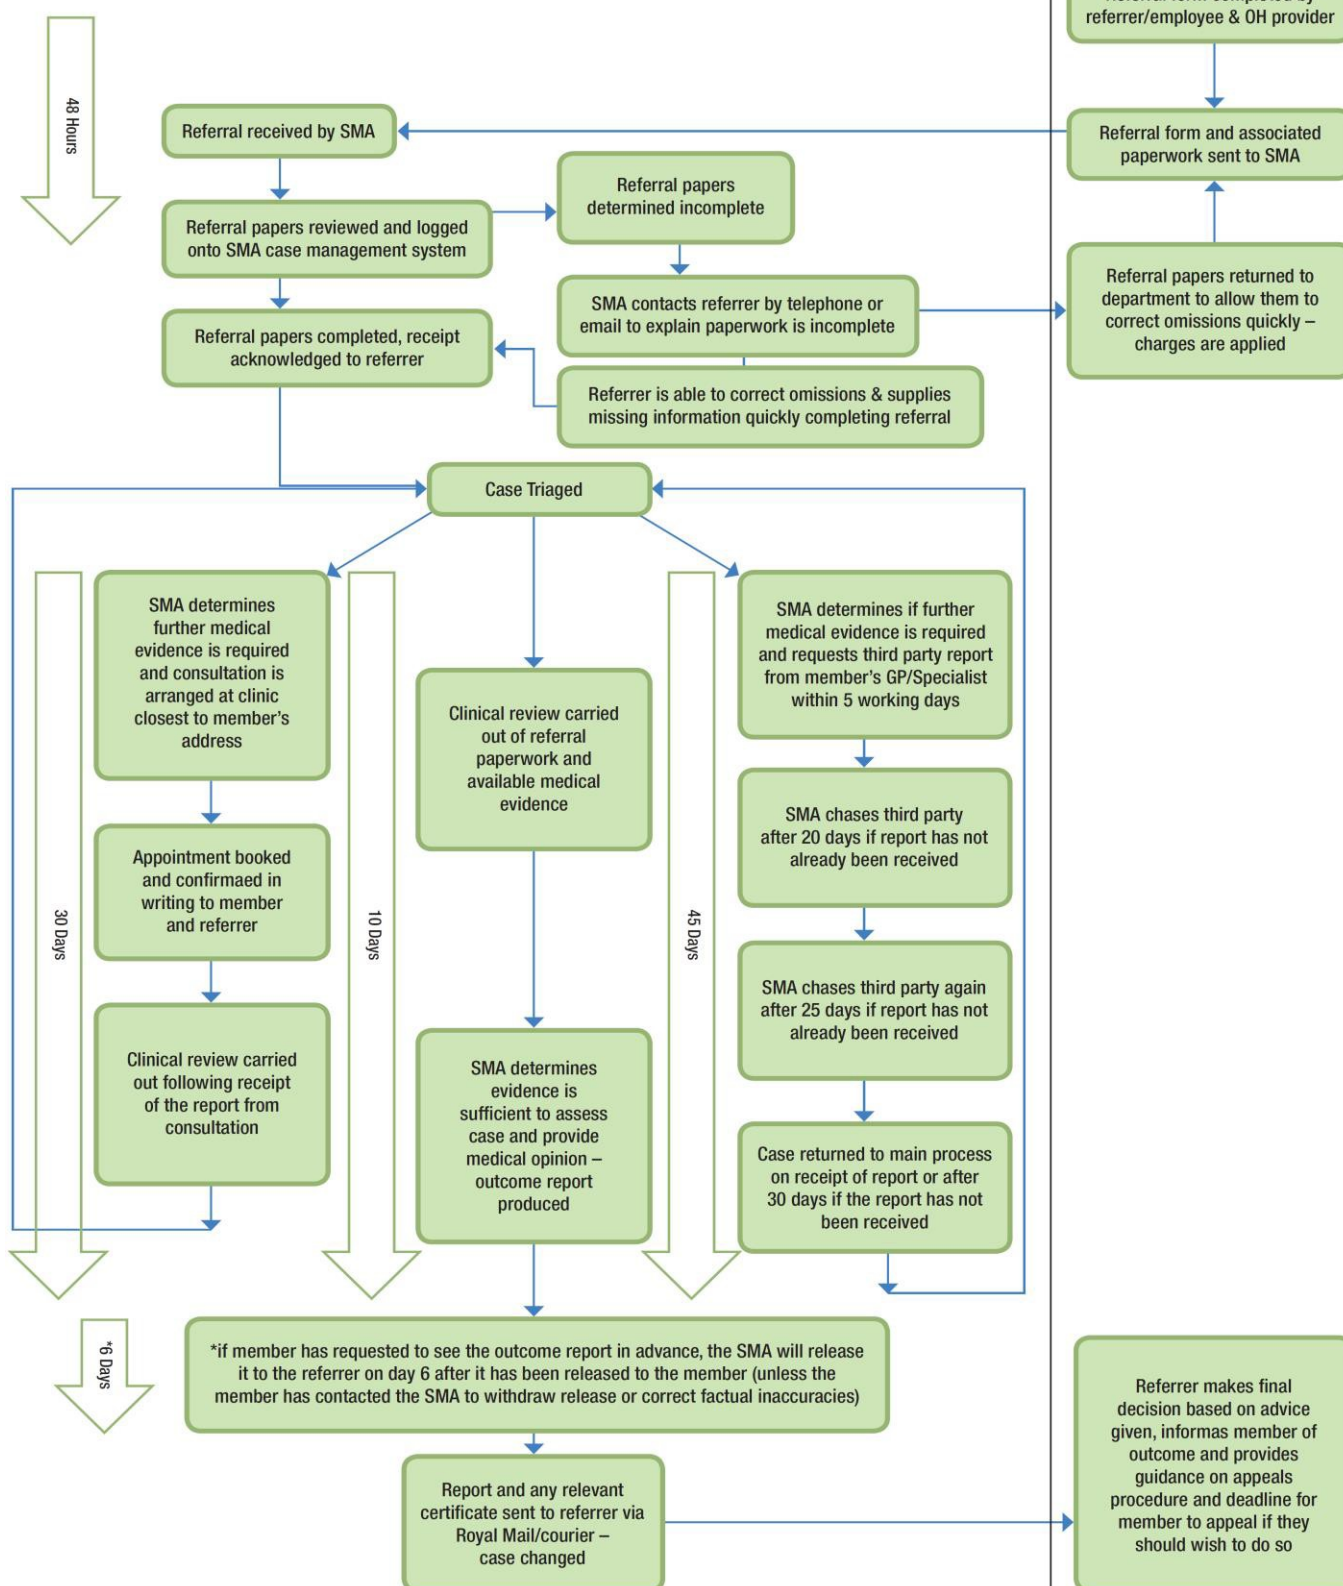 referrer/employee & OH provider
48 Hours
Referral received by SMA
Referral form and associated
paperwork sent to SMA
Referral papers
determined incomplete
Referral papers reviewed and logged
onto SMA case management system
SMA contacts referrer by telephone or
email to explain paperwork is incomplete
Referral papers returned to
department to allow them to
correct omissions quickly –
charges are applied
Referral papers completed, receipt
acknowledged to referrer
Referrer is able to correct omissions & supplies
missing information quickly completing referral
Case Triaged
30 Days
SMA determines
further medical
evidence is required
and consultation is
arranged at clinic
closest to member’s
address
Appointment booked
and confirmaed in
writing to member
and referrer
Clinical review carried
out following receipt
of the report from
consultation
10 Days
Clinical review carried
out of referral
paperwork and
available medical
evidence
SMA determines
evidence is
sufficient to assess
case and provide
medical opinion –
outcome report
produced
45 Days
SMA determines if further
medical evidence is required
and requests third party report
from member’s GP/Specialist
within 5 working days
SMA chases third party
after 20 days if report has not
already been received
SMA chases third party again
after 25 days if report has not
already been received
Case returned to main process
on receipt of report or after
30 days if the report has not
been received
*6 Days
*if member has requested to see the outcome report in advance, the SMA will release
it to the referrer on day 6 after it has been released to the member (unless the
member has contacted the SMA to withdraw release or correct factual inaccuracies)
Report and any relevant
certificate sent to referrer via
Royal Mail/courier –
case changed
Referrer makes final
decision based on advice
given, informas member of
outcome and provides
guidance on appeals
procedure and deadline for
member to appeal if they
should wish to do so